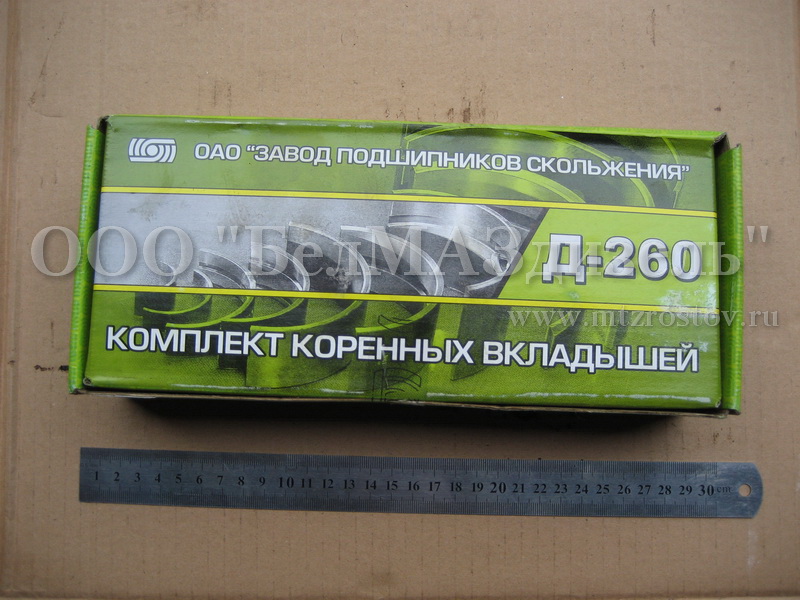 ОАО "ЗАВОД ПОДШИПНИКОВ СКОЛЬЖЕНИЯ"
ООО "БелМАЗдизель"
Д-260
www.mtzrostov.ru
КОМПЛЕКТ КОРЕННЫХ ВКЛАДЫШЕЙ
1 2 3 4 5 6 7 8 9 10 11 12 13 14 15 16 17 18 19 20 21 22 23 24 25 26 27 28 29 30 cm